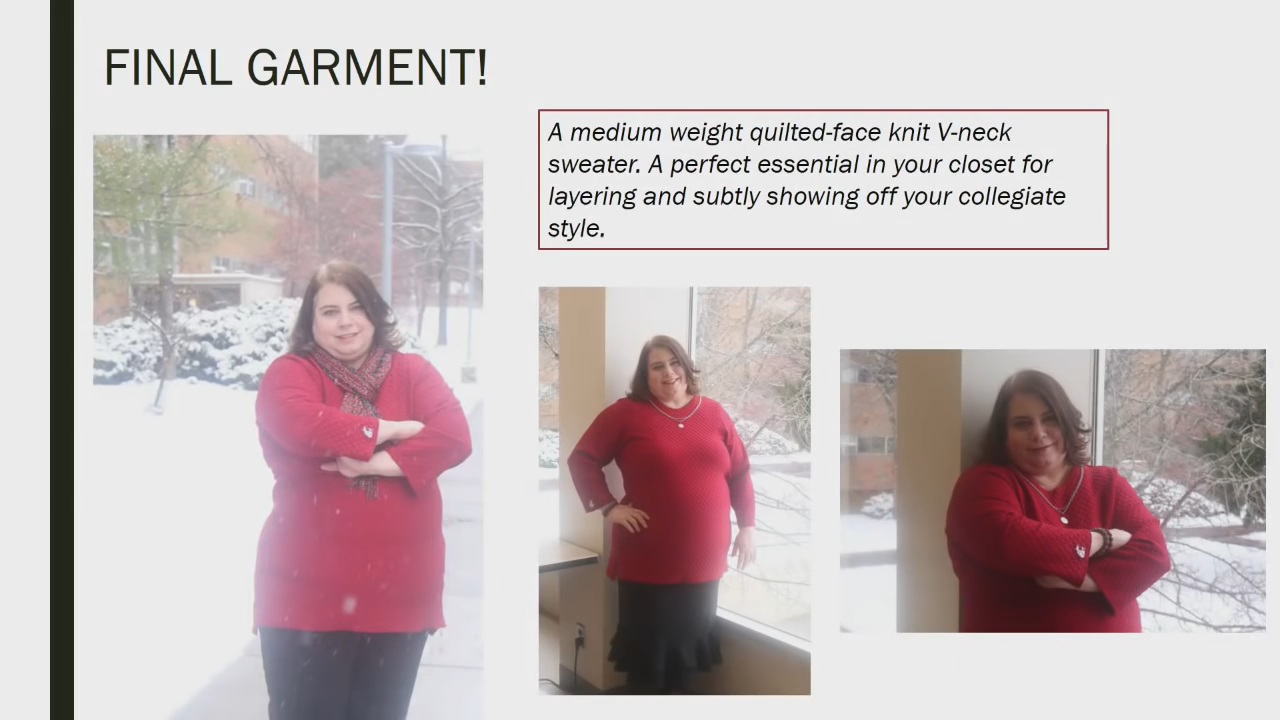 FINAL GARMENT!
A medium weight quilted-face knit V-neck
sweater. A perfect essential in your closet for
layering and subtly showing off your collegiate
style.